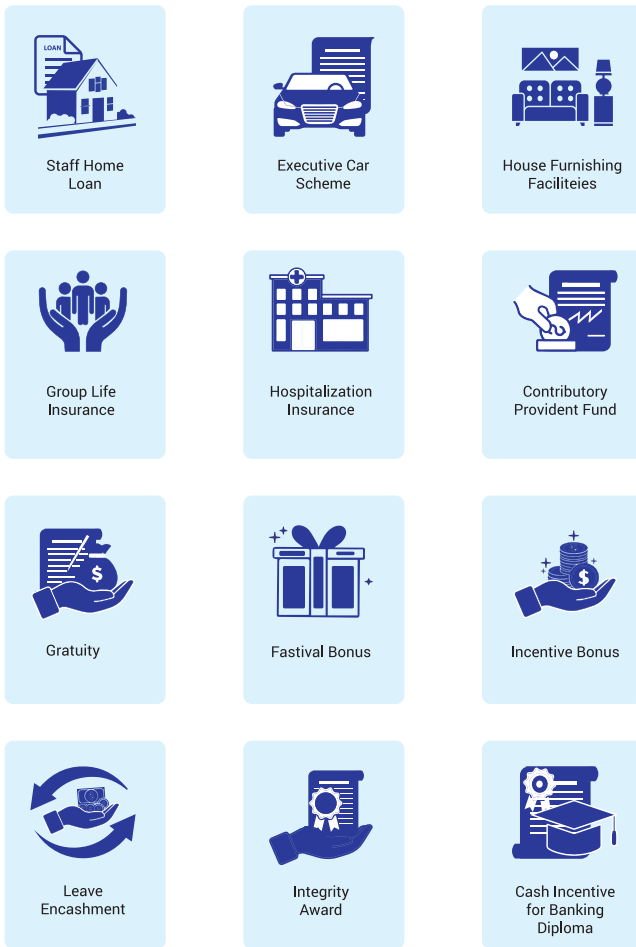 LOAN
Staff Home
Loan
Executive Car
Scheme
House Furnishing
Faciliteies
Group Life
Insurance
Hospitalization
Insurance
Contributory
Provident Fund
$
Gratuity
Fastival Bonus
$
Incentive Bonus
Leave
Encashment
Integrity
Award
Cash Incentive
for Banking
Diploma